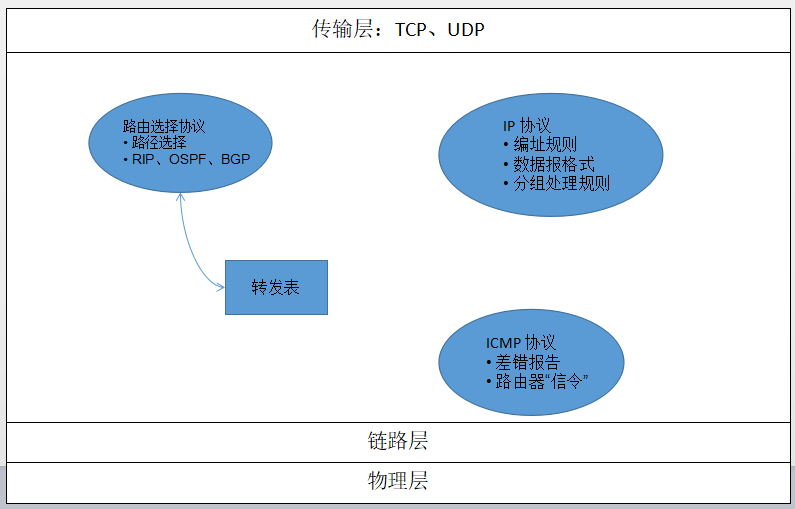 传输层：TCP、UDP
路由选择协议
• 路径选择
• RIP、OSPF、BGP
IP 协议
• 编址规则
• 数据报格式
• 分组处理规则
转发表
ICMP 协议
• 差错报告
• 路由器“信令”
链路层
物理层